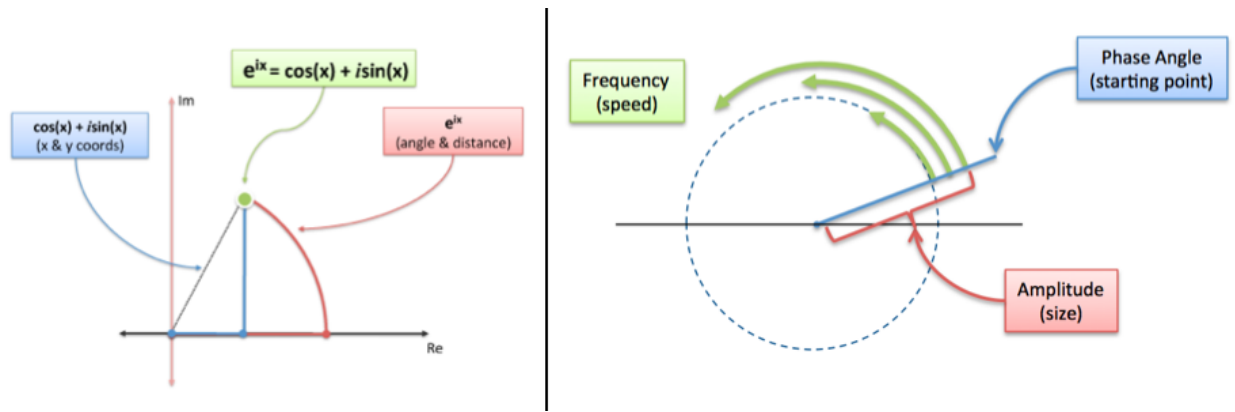 e^ix = cos(x) + isin(x)
Im
cos(x) + isin(x)
(x & y coords)
e^ix
(angle & distance)
Re
Frequency
(speed)
Phase Angle
(starting point)
Amplitude
(size)